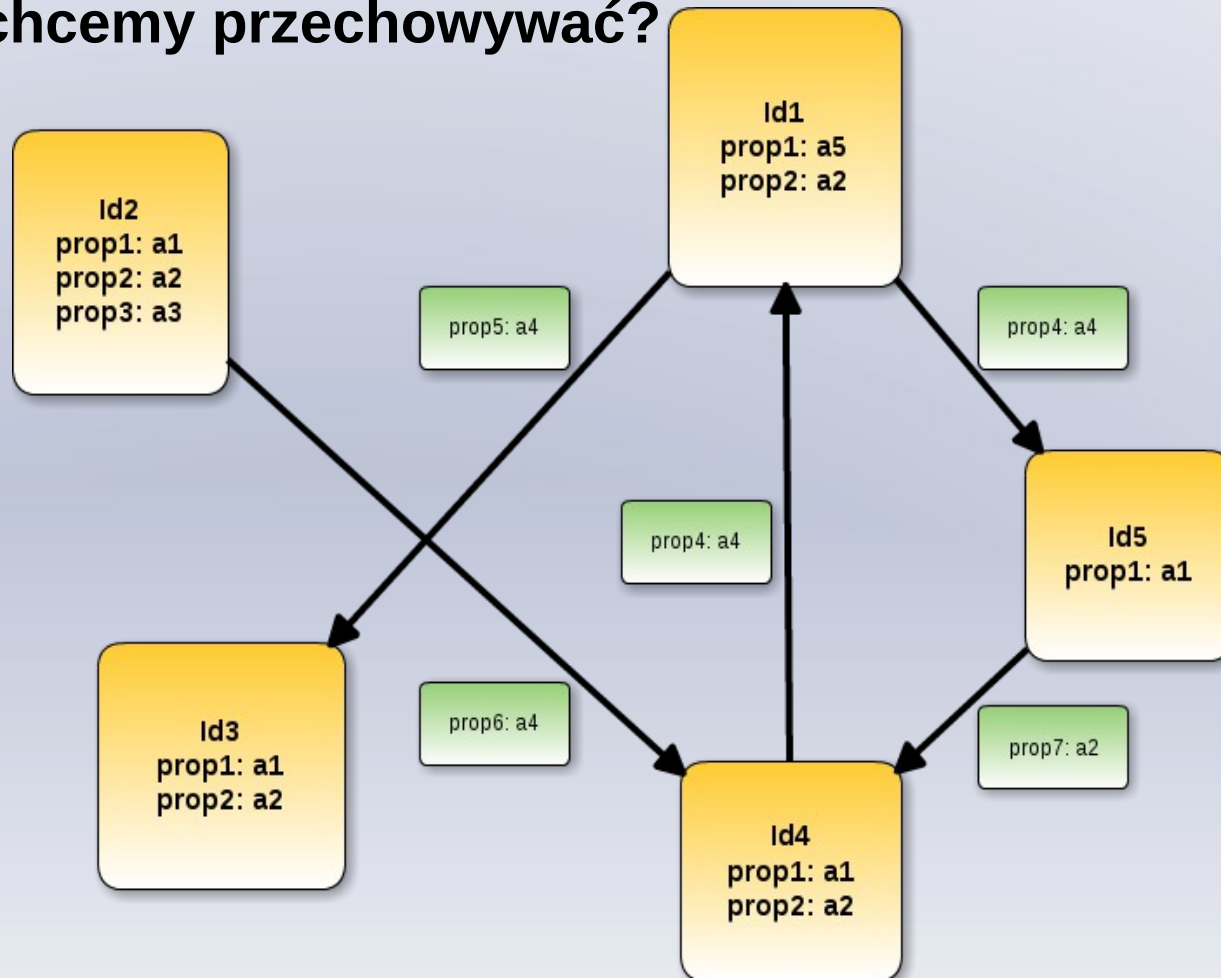 chcemy przechowywać?
Id1
prop1: a5
prop2: a2
Id2
prop1: a1
prop2: a2
prop3: a3
prop5: a4
prop4: a4
prop4: a4
Id5
prop1: a1
Id3
prop1: a1
prop2: a2
prop6: a4
prop7: a2
Id4
prop1: a1
prop2: a2